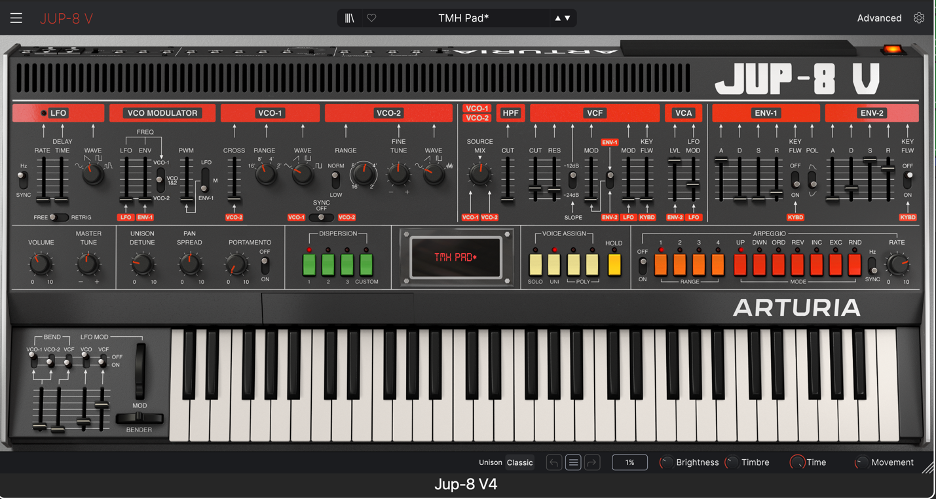 JUP-8 V
TMH Pad*
Advanced
ARTURIA
JUP-8 V
LFO
VCO MODULATOR
VCO-1
VCO-2
VCO-1
VCO-2
HPF
VCF
VCA
ENV-1
ENV-2
DELAY
RATE TIME WAVE
FREQ
LFO ENV PWM
CROSS RANGE WAVE
RANGE
FINE
TUNE
WAVE
SOURCE
MIX
CUT
CUT RES MOD
ENV-1
KEY
MOD FLW
LFO
LVL MOD
A D S R
KEY
FLW POL
A D S R
KEY
FLW
Hz
SYNC
VCO-1
VCO 1&2
VCO-2
LFO
M
ENV-1
NORM
LOW
-12dB
-24dB
SLOPE
OFF
ON
OFF
ON
FREE RETRIG
LFO ENV-1
VCO-2
SYNC
OFF
VCO-1 VCO-2
VCO-1 VCO-2
ENV-2 LFO KYBD
ENV-2 LFO
KYBD
KYBD
VOLUME
0 10
MASTER
TUNE
- +
UNISON
DETUNE
0 10
PAN
SPREAD
0 10
PORTAMENTO
0 10
OFF
ON
DISPERSION
1 2 3 CUSTOM
TMH PAD*
VOICE ASSIGN
HOLD
SOLO UNI POLY
ARPEGGIO
OFF
ON
1 2 3 4
RANGE
UP DWN ORD REV INC EXC RND
MODE
Hz
SYNC
RATE
0 10
ARTURIA
BEND LFO MOD
VCO-1 VCO-2 VCF VCO VCF
OFF
ON
MOD
BENDER
Unison Classic
1%
Brightness Timbre Time Movement
Jup-8 V4